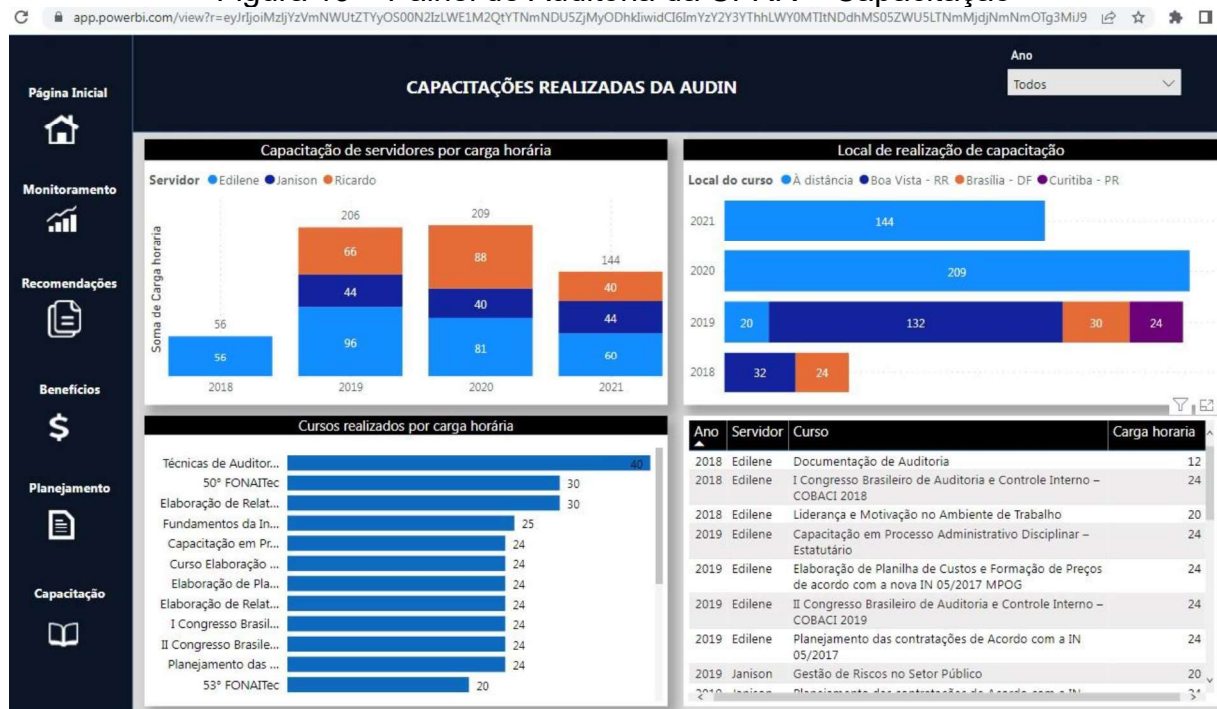 app.powerbi.com/view?r=
Página Inicial
Monitoramento
Recomendações
Benefícios
$
Planejamento
Capacitação
CAPACITAÇÕES REALIZADAS DA AUDIN
Ano
Todos
Capacitação de servidores por carga horária
Servidor Edilene Janison Ricardo
Soma de Carga horaria
56
56
2018
206
66
44
96
2019
209
88
40
81
2020
144
40
44
60
2021
Local de realização de capacitação
Local do curso À distância Boa Vista - RR Brasília - DF Curitiba - PR
2021 144
2020 209
2019 20 132 30 24
2018 32 24
Cursos realizados por carga horária
Técnicas de Auditor... 40
50° FONAITec 30
Elaboração de Relat... 30
Fundamentos da In... 25
Capacitação em Pr... 24
Curso Elaboração ... 24
Elaboração de Pla... 24
Elaboração de Relat... 24
I Congresso Brasil... 24
II Congresso Brasile... 24
Planejamento das ... 24
53° FONAITec 20
Ano Servidor Curso Carga horaria
2018 Edilene Documentação de Auditoria 12
2018 Edilene I Congresso Brasileiro de Auditoria e Controle Interno – 24
COBACI 2018
2018 Edilene Liderança e Motivação no Ambiente de Trabalho 20
2019 Edilene Capacitação em Processo Administrativo Disciplinar – 24
Estatutário
2019 Edilene Elaboração de Planilha de Custos e Formação de Preços 24
de acordo com a nova IN 05/2017 MPOG
2019 Edilene II Congresso Brasileiro de Auditoria e Controle Interno – 24
COBACI 2019
2019 Edilene Planejamento das contratações de Acordo com a IN 24
05/2017
2019 Janison Gestão de Riscos no Setor Público 20